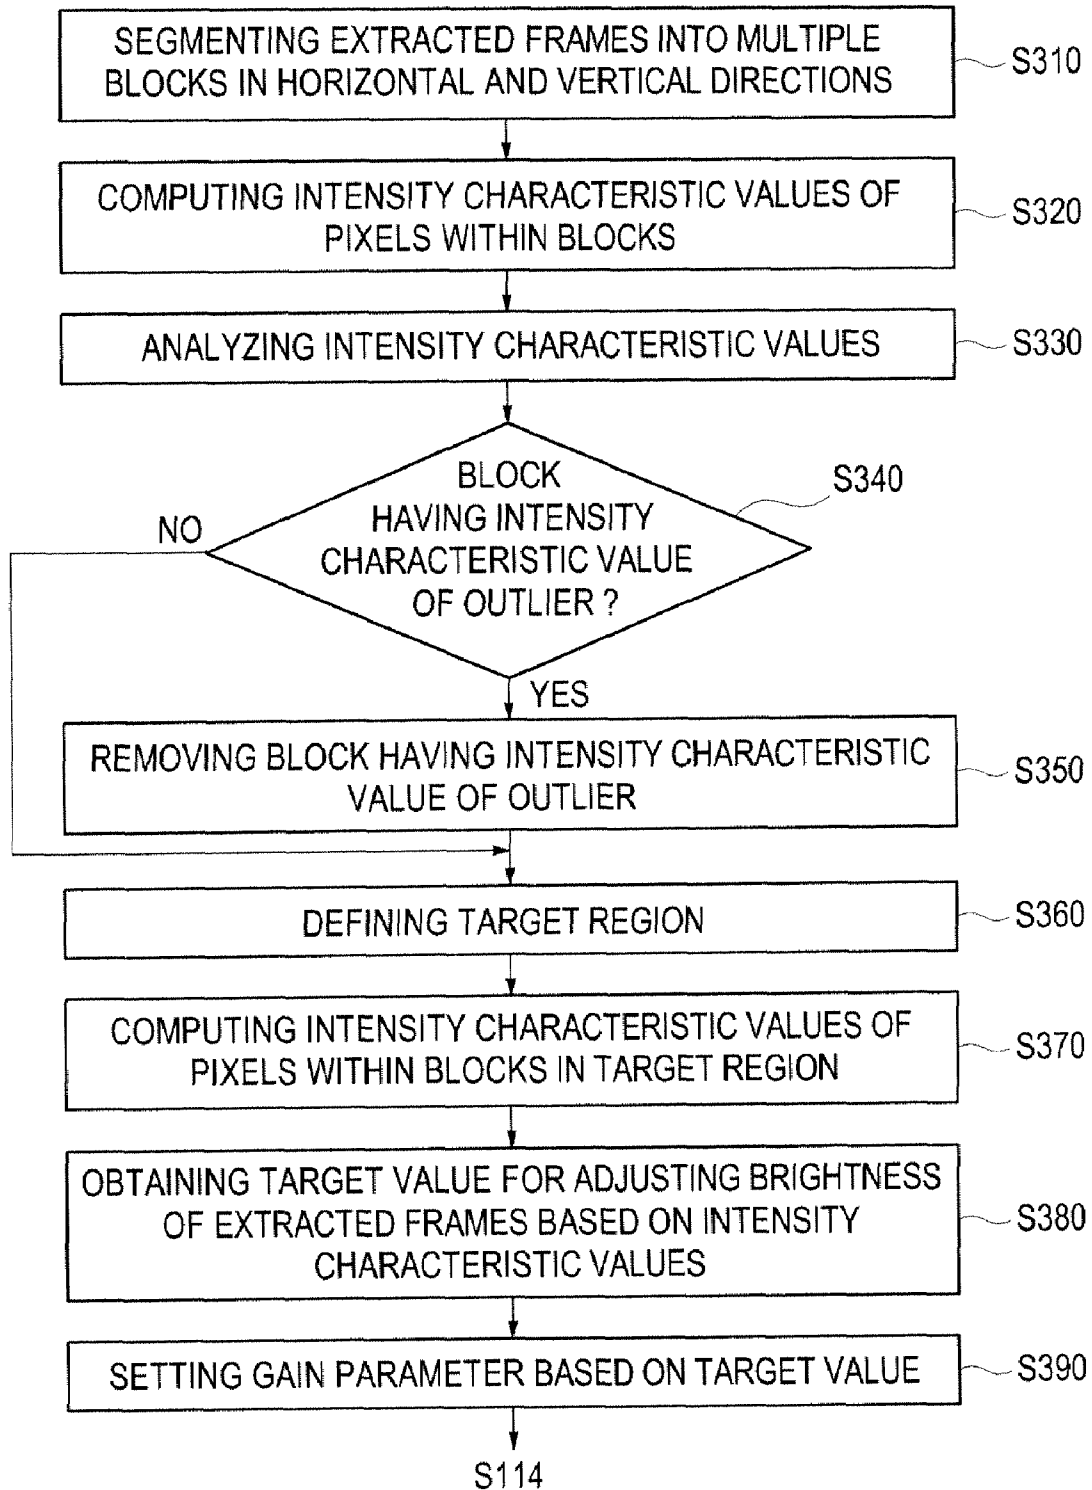 SEGMENTING EXTRACTED FRAMES INTO MULTIPLE
BLOCKS IN HORIZONTAL AND VERTICAL DIRECTIONS
S310
COMPUTING INTENSITY CHARACTERISTIC VALUES OF
PIXELS WITHIN BLOCKS
S320
ANALYZING INTENSITY CHARACTERISTIC VALUES
S330
BLOCK
HAVING INTENSITY
CHARACTERISTIC VALUE
OF OUTLIER ?
S340
NO
YES
REMOVING BLOCK HAVING INTENSITY CHARACTERISTIC
VALUE OF OUTLIER
S350
DEFINING TARGET REGION
S360
COMPUTING INTENSITY CHARACTERISTIC VALUES OF
PIXELS WITHIN BLOCKS IN TARGET REGION
S370
OBTAINING TARGET VALUE FOR ADJUSTING BRIGHTNESS
OF EXTRACTED FRAMES BASED ON INTENSITY
CHARACTERISTIC VALUES
S380
SETTING GAIN PARAMETER BASED ON TARGET VALUE
S390
S114